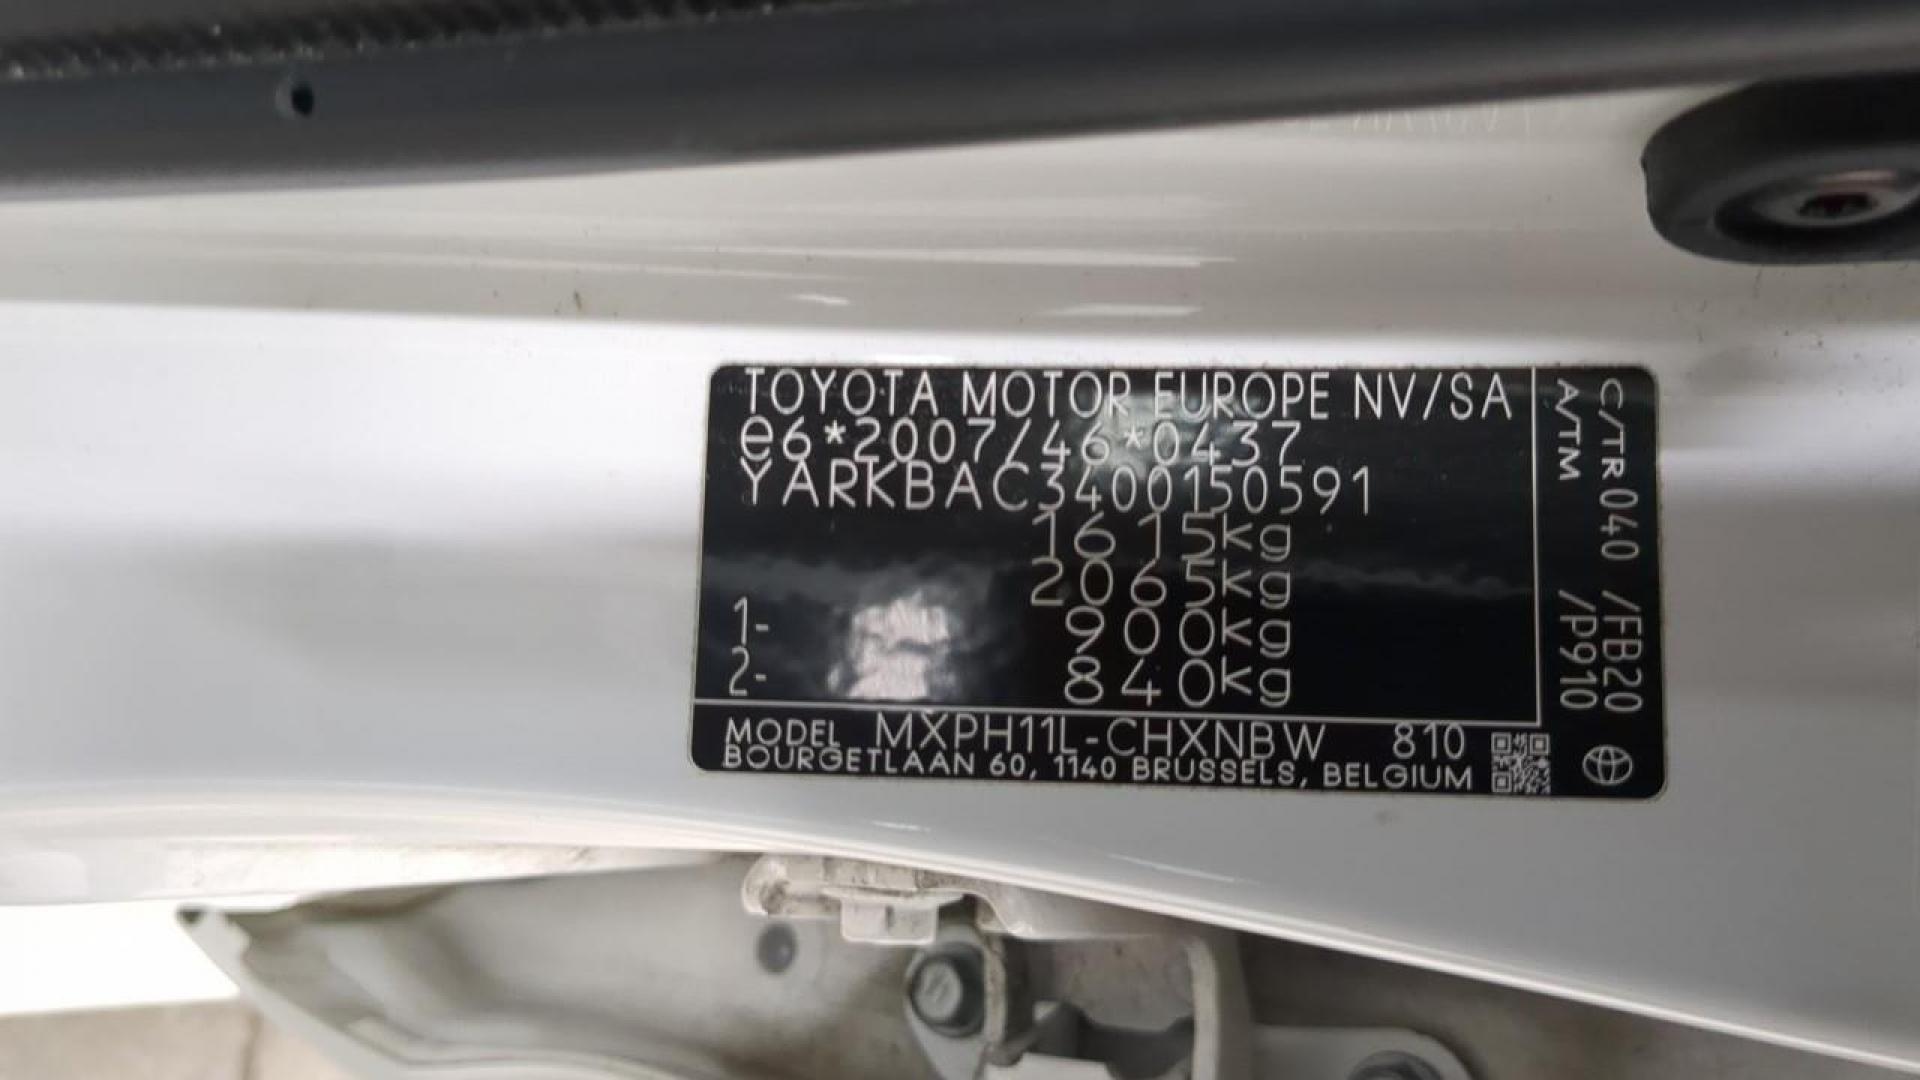 TOYOTA MOTOR EUROPE NV/SA
e6*2007/46*0437
YARKBAC3400150591
1615kg
2065kg
1- 900kg
2- 840kg
MODEL MXPH11L-CHXNBW 810
BOURGETLAAN 60, 1140 BRUSSELS, BELGIUM
C/TR 040 /FB20
A/TM /P910